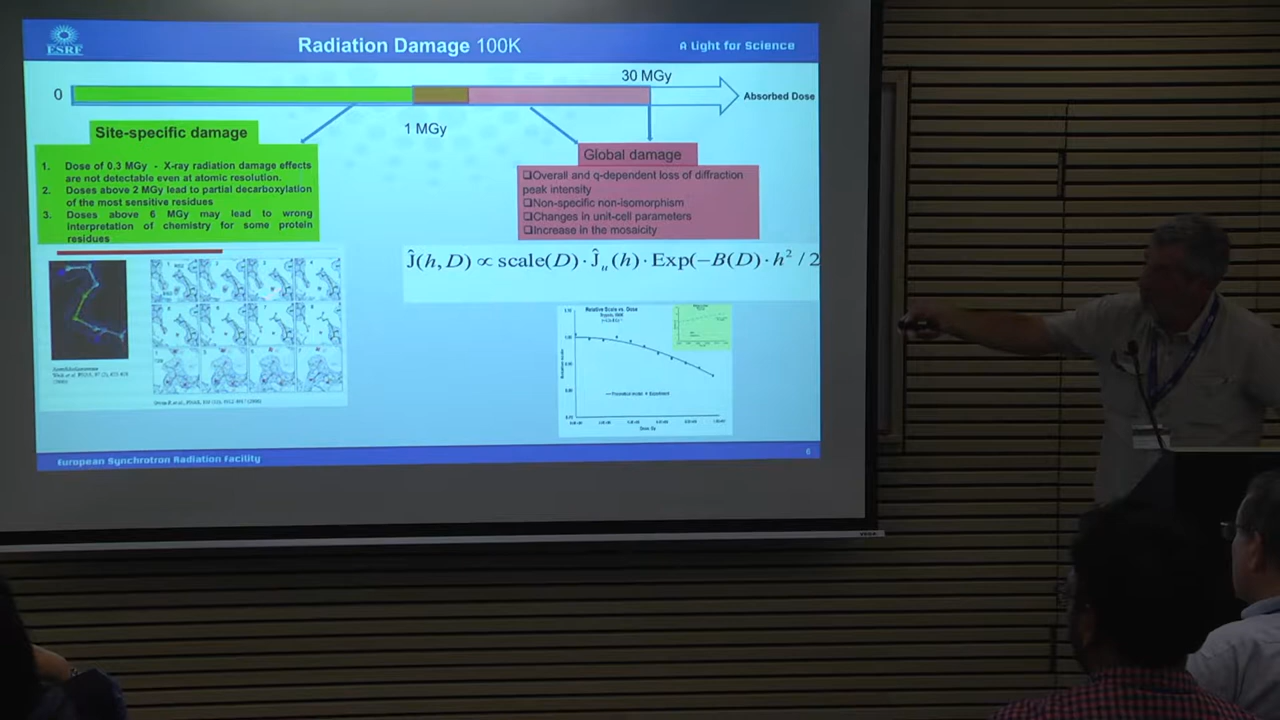 ESRF
Radiation Damage 100K
A Light for Science
30 MGy
0
Absorbed Dose
1 MGy
Site-specific damage
1. Dose of 0.3 MGy - X-ray radiation damage effects
are not detectable even at atomic resolution.
2. Doses above 2 MGy lead to partial decarboxylation
of the most sensitive residues
3. Doses above 6 MGy may lead to wrong
interpretation of chemistry for some protein
residues
Global damage
❑Overall and q-dependent loss of diffraction
peak intensity
❑Non-specific non-isomorphism
❑Changes in unit-cell parameters
❑Increase in the mosaicity
Ĵ(h, D) ∝ scale(D) · Ĵᵤ(h) · Exp(−B(D) · h² / 2
Relative Scale vs. Dose
European Synchrotron Radiation Facility
6